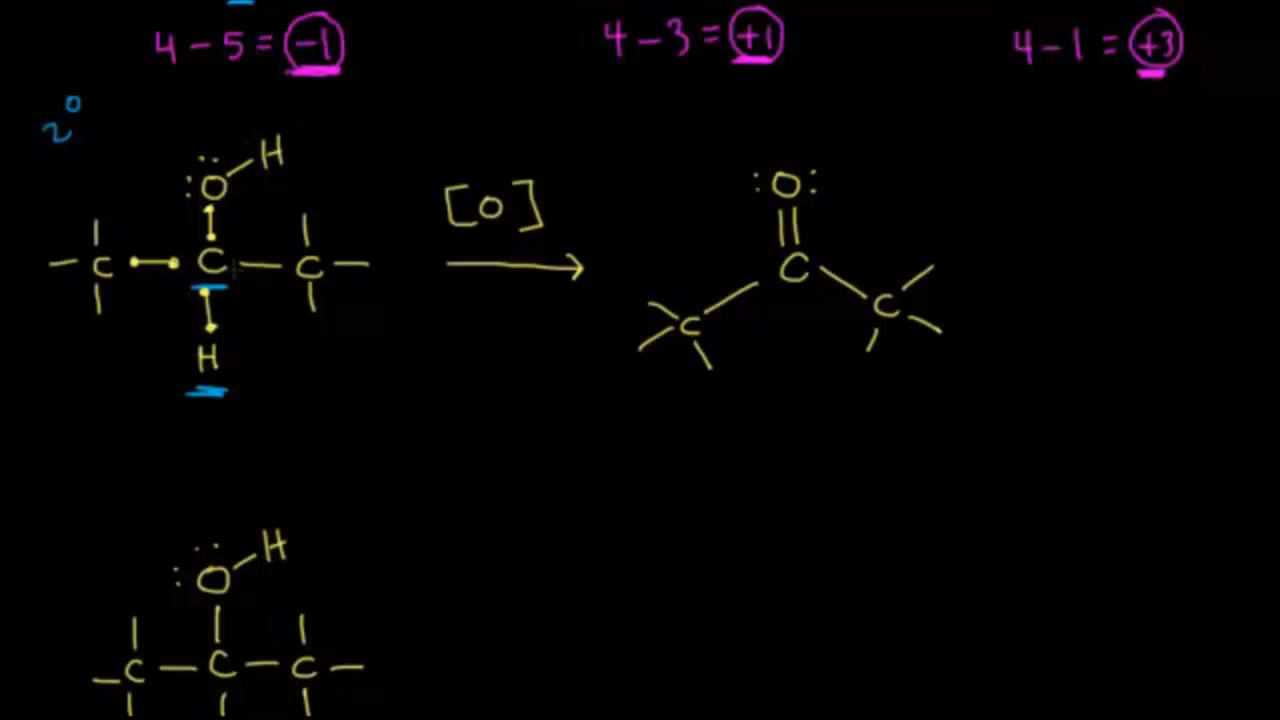 4 - 5 = -1
4 - 3 = +1
4 - 1 = +3
2°
O H
[O]
O
C C C
C
H
C C
O H
C C C